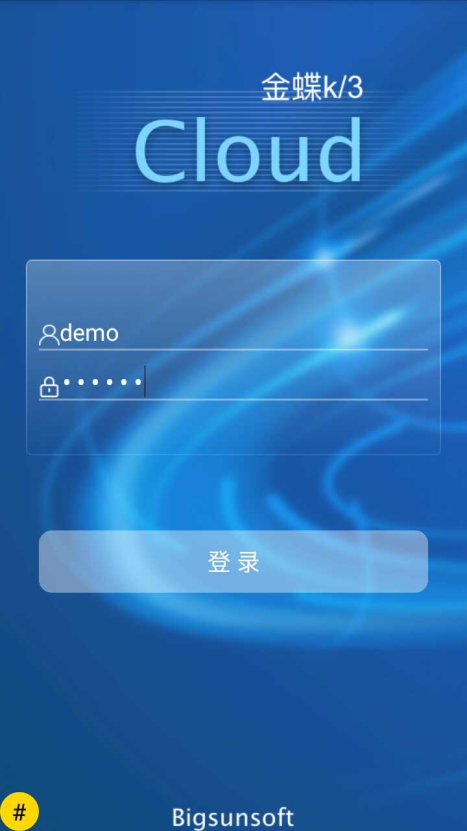 金蝶k/3
Cloud
demo
••••••
登录
#
Bigsunsoft